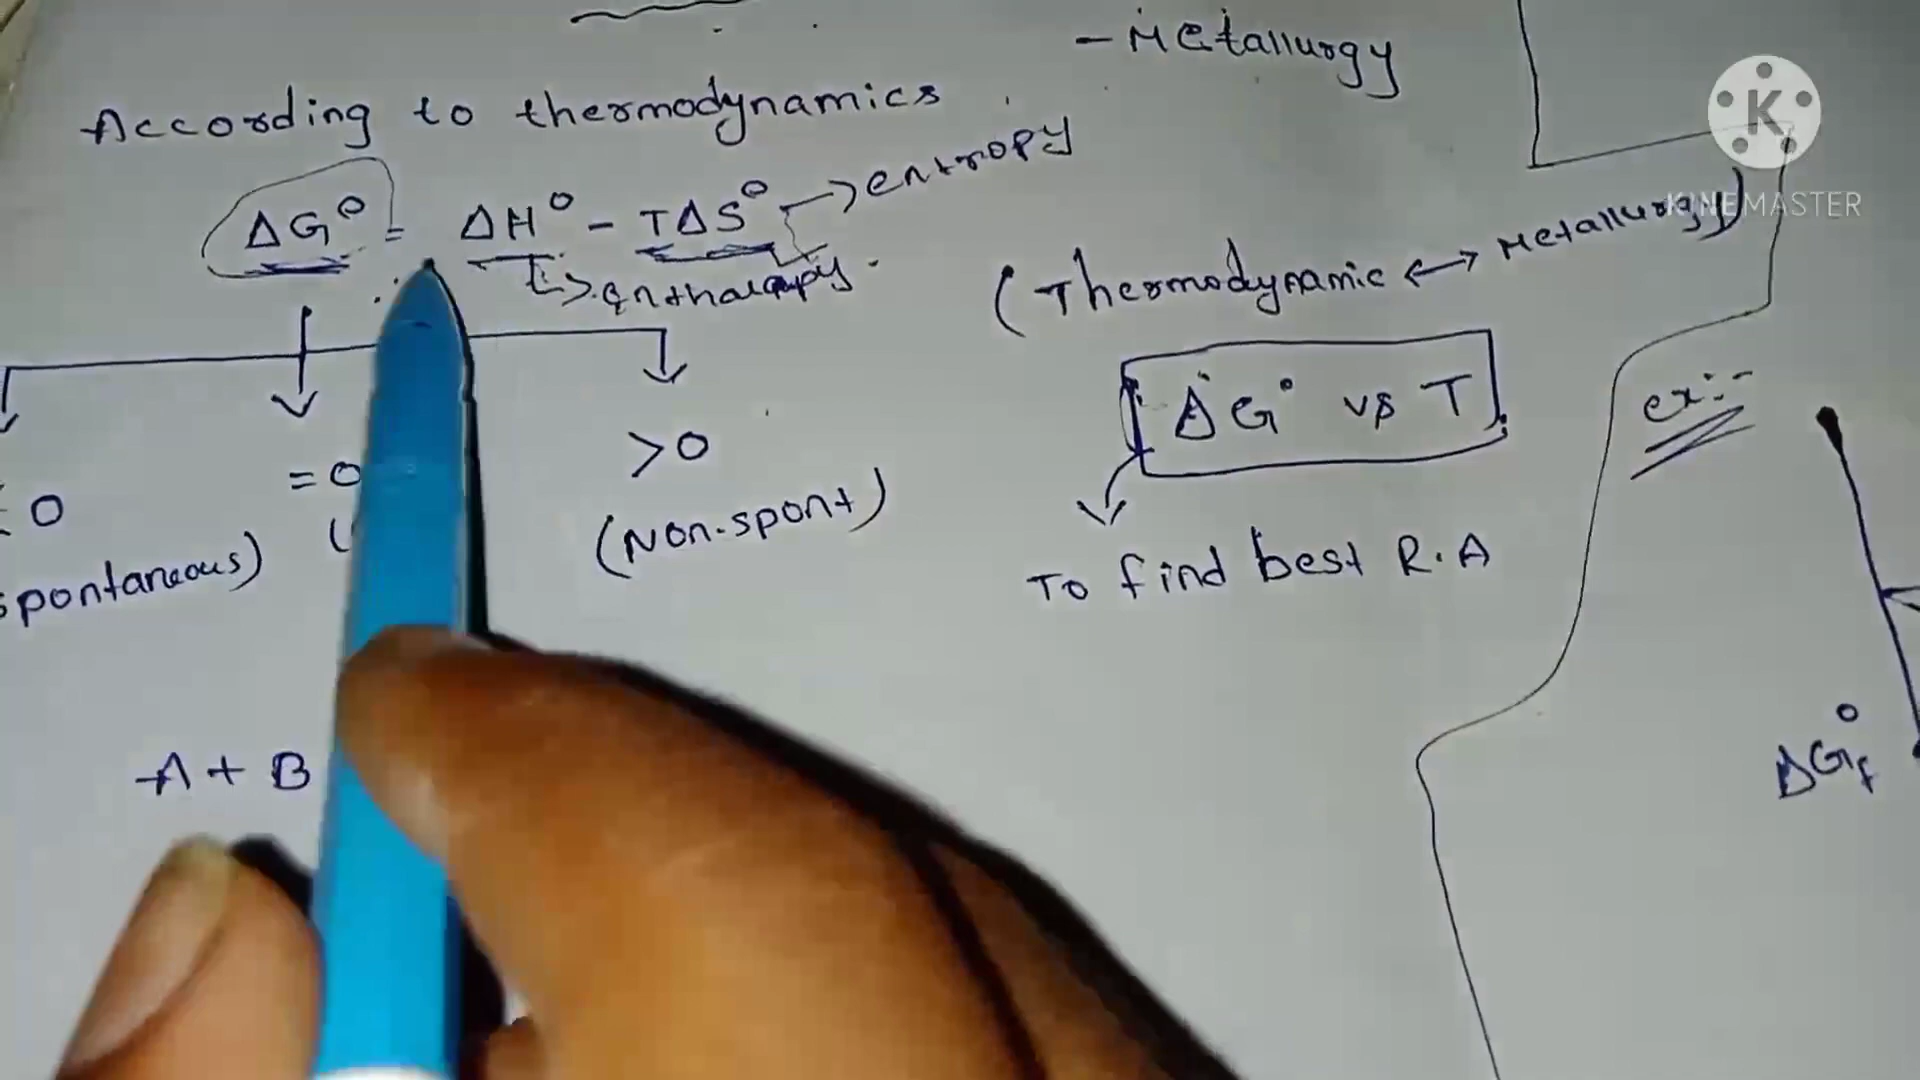 - Metallurgy
According to thermodynamics
ΔG° = ΔH° - TΔS° → entropy
↳ enthalapy
(Thermodynamic ↔ Metallurgy)
ΔG° vs T
ex:-
< 0
= 0
> 0
(spontaneous)
(Non-spont)
To find best R.A
A + B
ΔG°f
K
KINEMASTER